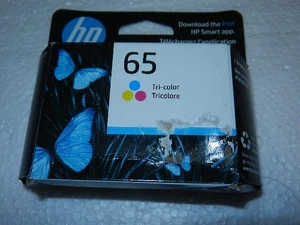 hp
Download the free
HP Smart app.
Téléchargez l'application
65
Tri-color
Tricolore